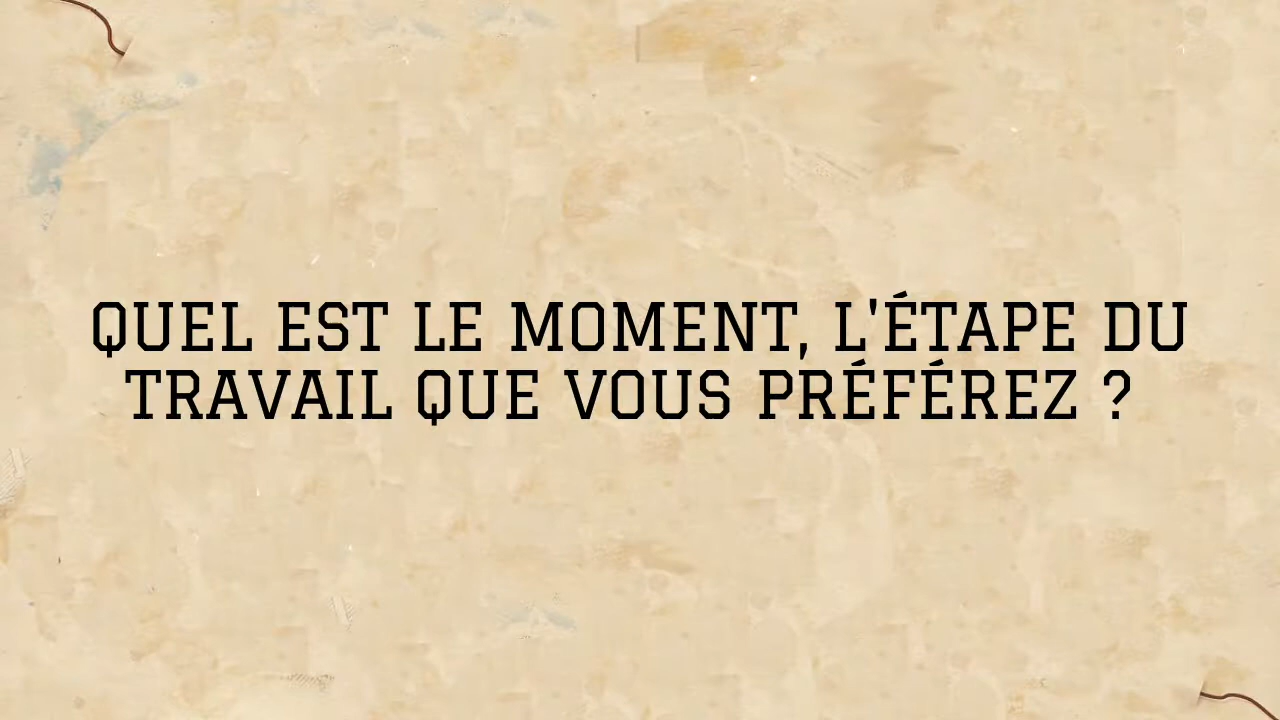 QUEL EST LE MOMENT, L'ÉTAPE DU
TRAVAIL QUE VOUS PRÉFÉREZ ?